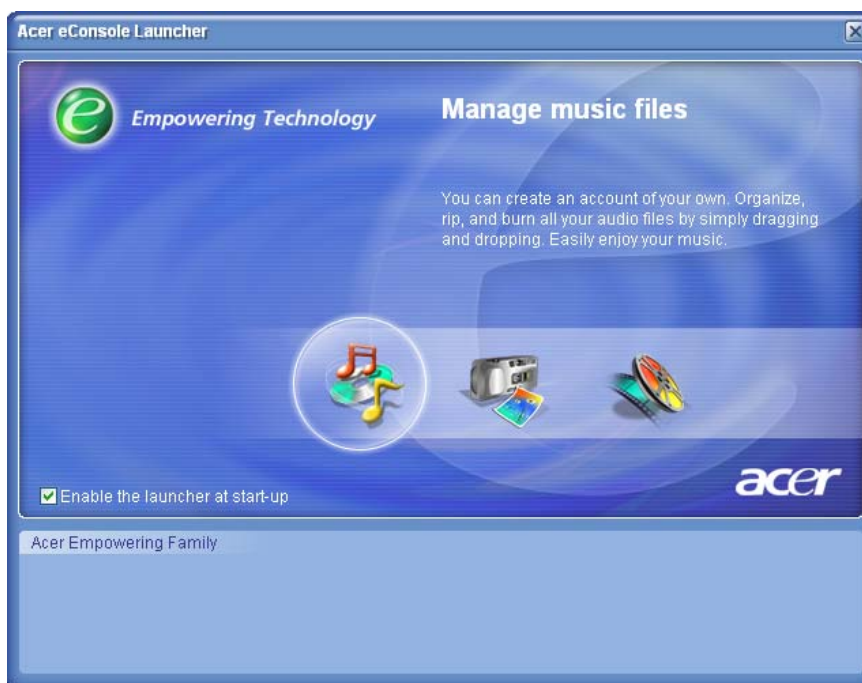 Acer eConsole Launcher
e Empowering Technology
Manage music files
You can create an account of your own. Organize,
rip, and burn all your audio files by simply dragging
and dropping. Easily enjoy your music.
Enable the launcher at start-up
acer
Acer Empowering Family